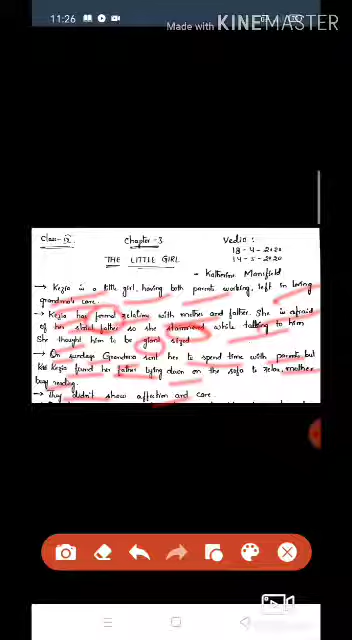 11:26
Made with KINEMASTER
Class-IX Chapter-3 Vedio :
18-4-2020
THE LITTLE GIRL 14-5-2020
- Katherine Mansfield
→ Kezia is a little girl, having both parents working, left in loving
grandma's care.
→ Kezia has formal relation with mother and father. She is afraid
of her strict father so she stammered while talking to him
She thought him to be giant sized
→ On sundays Grandma sent her to spend time with parents but
Kezia found her father lying down on the sofa to relax, mother
busy reading.
→ They didn't show affection and care.